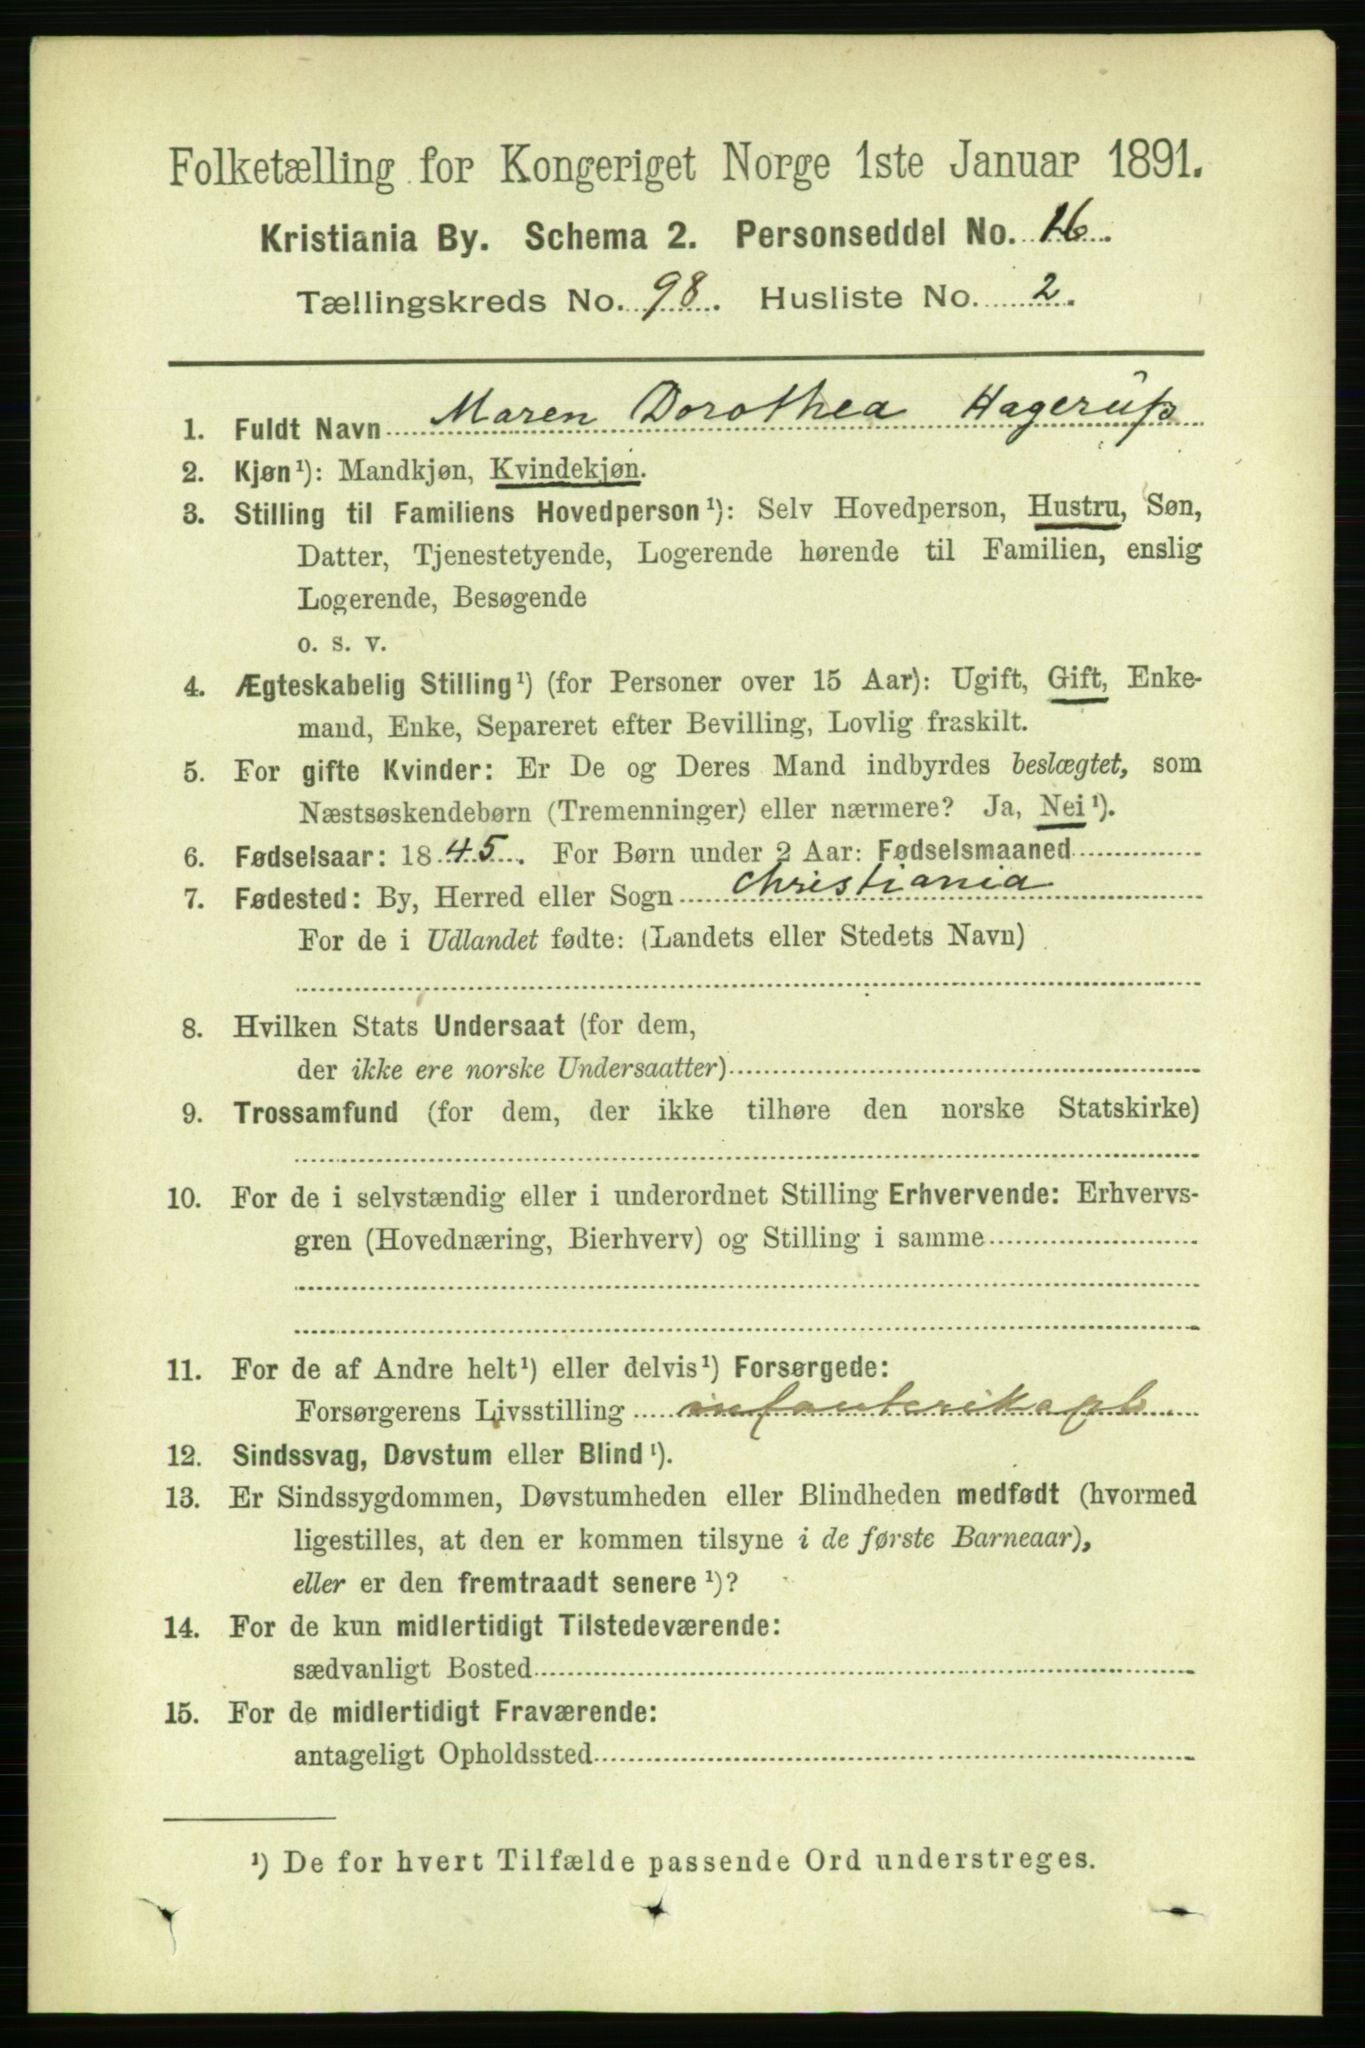 Folketælling for Kongeriget Norge 1ste Januar 1891.
Kristiania By. Schema 2. Personseddel No. 16.
Tællingskreds No. 98. Husliste No. 2.
1. Fuldt Navn Maren Dorothea Hagerup
2. Kjøn¹): Mandkjøn, Kvindekjøn.
3. Stilling til Familiens Hovedperson¹): Selv Hovedperson, Hustru, Søn,
Datter, Tjenestetyende, Logerende hørende til Familien, enslig
Logerende, Besøgende
o. s. v.
4. Ægteskabelig Stilling¹) (for Personer over 15 Aar): Ugift, Gift, Enke-
mand, Enke, Separeret efter Bevilling, Lovlig fraskilt.
5. For gifte Kvinder: Er De og Deres Mand indbyrdes beslægtet, som
Næstsøskendebørn (Tremenninger) eller nærmere? Ja, Nei¹).
6. Fødselsaar: 1845. For Børn under 2 Aar: Fødselsmaaned
7. Fødested: By, Herred eller Sogn Christiania
For de i Udlandet fødte: (Landets eller Stedets Navn)
8. Hvilken Stats Undersaat (for dem,
der ikke ere norske Undersaatter)
9. Trossamfund (for dem, der ikke tilhøre den norske Statskirke)
10. For de i selvstændig eller i underordnet Stilling Erhvervende: Erhvervs-
gren (Hovednæring, Bierhverv) og Stilling i samme
11. For de af Andre helt¹) eller delvis¹) Forsørgede:
Forsørgerens Livsstilling infanterikapt.
12. Sindssvag, Døvstum eller Blind¹).
13. Er Sindssygdommen, Døvstumheden eller Blindheden medfødt (hvormed
ligestilles, at den er kommen tilsyne i de første Barneaar),
eller er den fremtraadt senere¹)?
14. For de kun midlertidigt Tilstedeværende:
sædvanligt Bosted
15. For de midlertidigt Fraværende:
antageligt Opholdssted
¹) De for hvert Tilfælde passende Ord understreges.